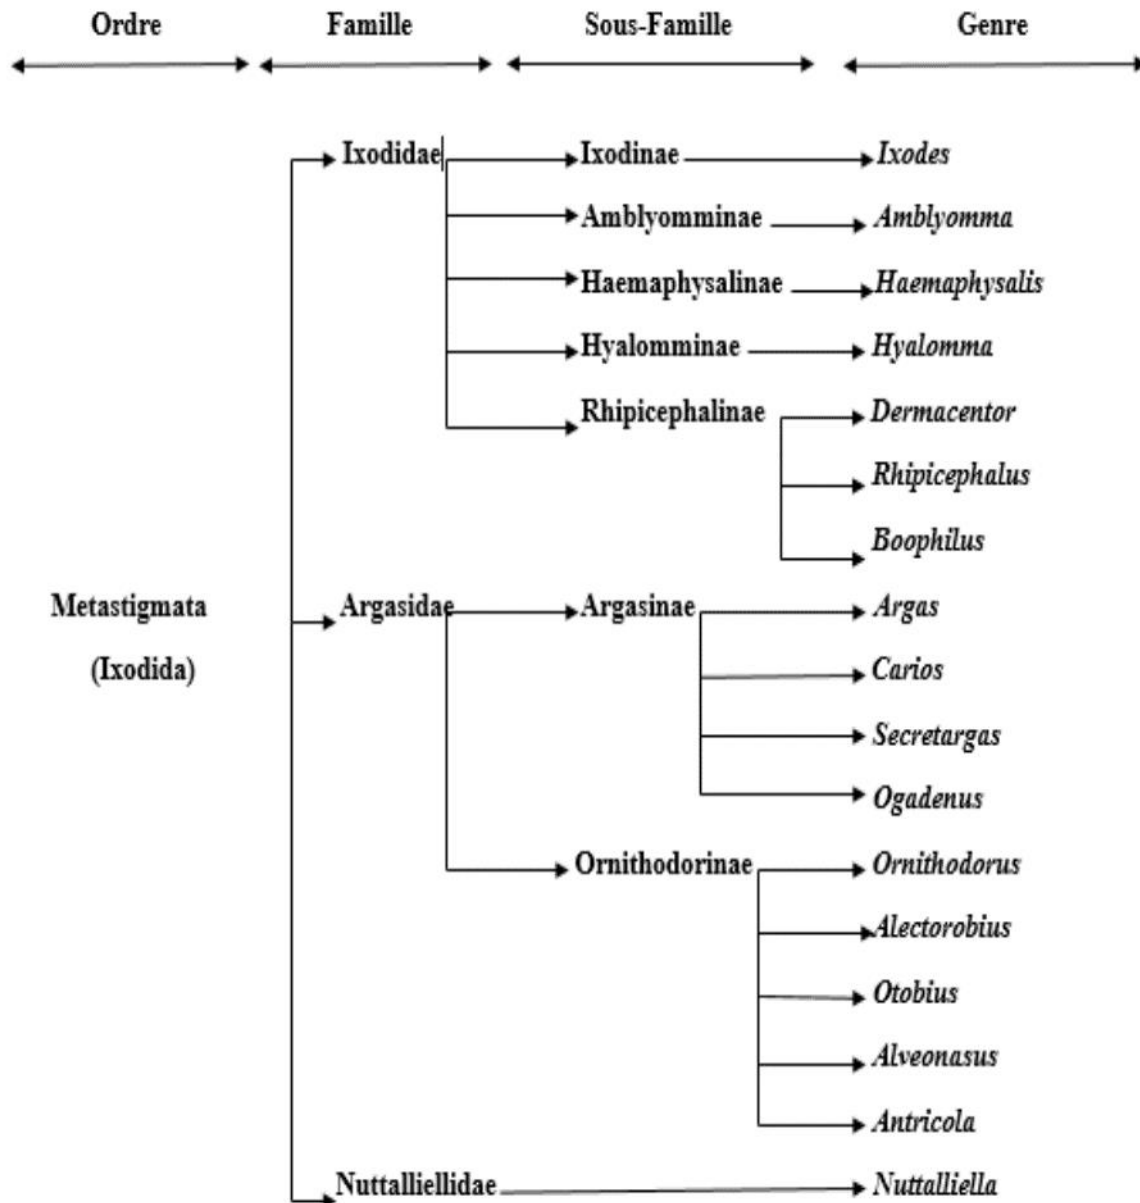 Ordre Famille Sous-Famille Genre
Ixodidae Ixodinae Ixodes
Amblyomminae Amblyomma
Haemaphysalinae Haemaphysalis
Hyalomminae Hyalomma
Rhipicephalinae Dermacentor
Rhipicephalus
Boophilus
Metastigmata Argasidae Argasinae Argas
(Ixodida) Carios
Secretargas
Ogadenus
Ornithodorinae Ornithodorus
Alectorobius
Otobius
Alveonasus
Antricola
Nuttalliellidae Nuttalliella